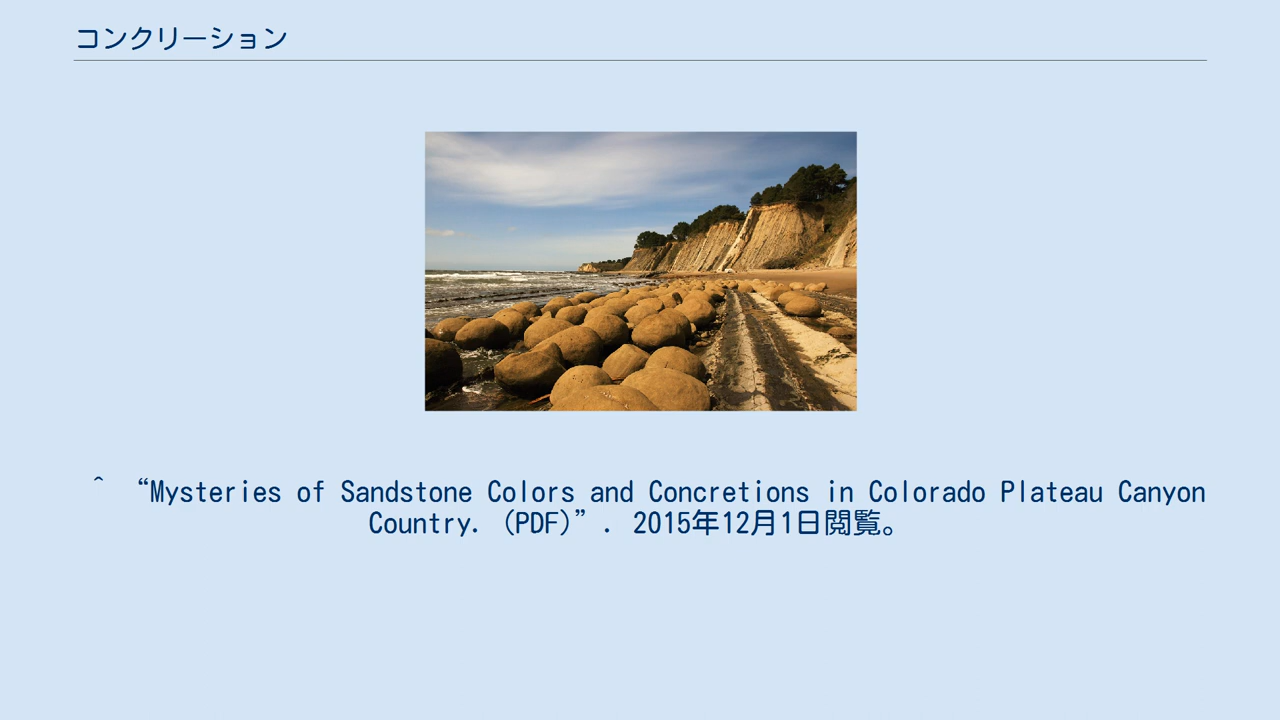 コンクリーション
^ “Mysteries of Sandstone Colors and Concretions in Colorado Plateau Canyon
Country. (PDF)”. 2015年12月1日閲覧。